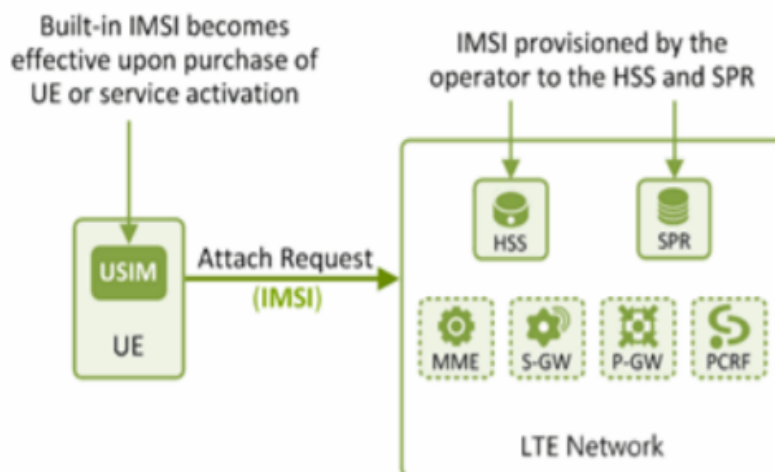 Built-in IMSI becomes
effective upon purchase of
UE or service activation
IMSI provisioned by the
operator to the HSS and SPR
HSS
SPR
USIM
UE
Attach Request
(IMSI)
MME
S-GW
P-GW
PCRF
LTE Network